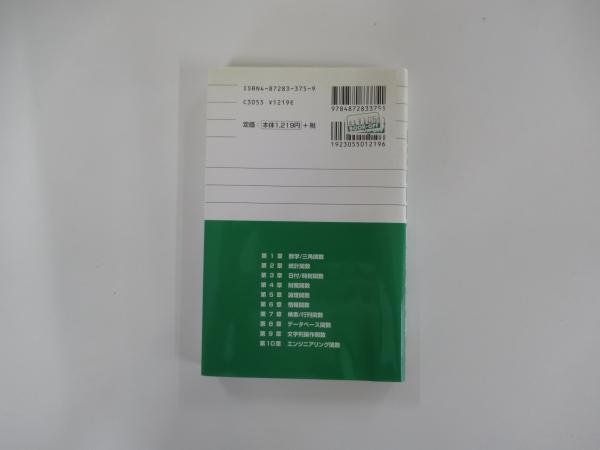 ISBN4-87283-375-9
C3055 ¥1219E
定価：本体1,219円＋税
9784872833755
BOOK・OFF
1923055012196
第1章 数学/三角関数
第2章 統計関数
第3章 日付/時刻関数
第4章 財務関数
第5章 論理関数
第6章 情報関数
第7章 検索/行列関数
第8章 データベース関数
第9章 文字列操作関数
第10章 エンジニアリング関数